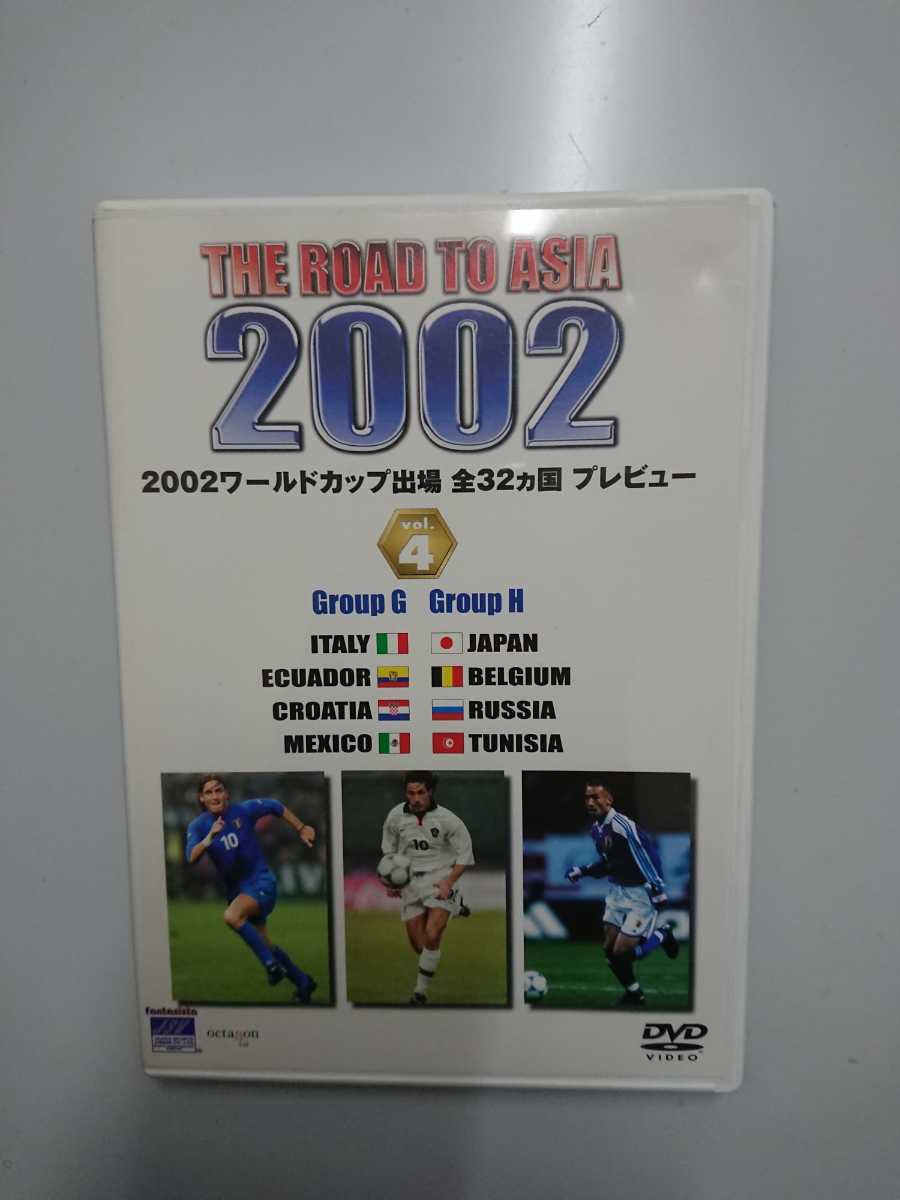 THE ROAD TO ASIA
2002
2002ワールドカップ出場 全32ヵ国 プレビュー
vol.
4
Group G Group H
ITALY JAPAN
ECUADOR BELGIUM
CROATIA RUSSIA
MEXICO TUNISIA
10
10
Fantasista
octagon
DVD
VIDEO